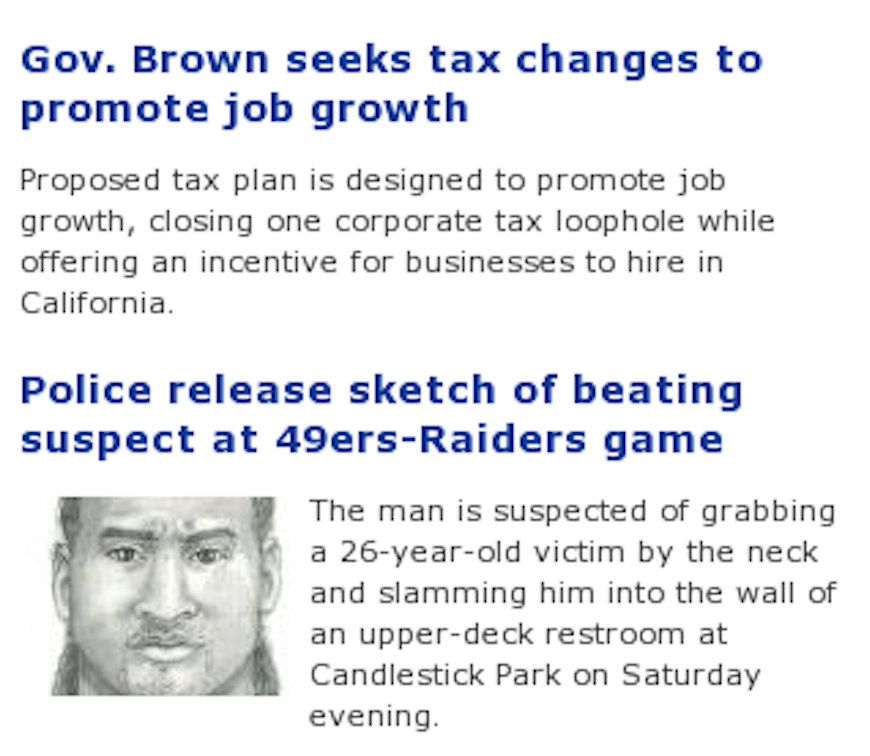 Gov. Brown seeks tax changes to
promote job growth
Proposed tax plan is designed to promote job
growth, closing one corporate tax loophole while
offering an incentive for businesses to hire in
California.
Police release sketch of beating
suspect at 49ers-Raiders game
The man is suspected of grabbing
a 26-year-old victim by the neck
and slamming him into the wall of
an upper-deck restroom at
Candlestick Park on Saturday
evening.